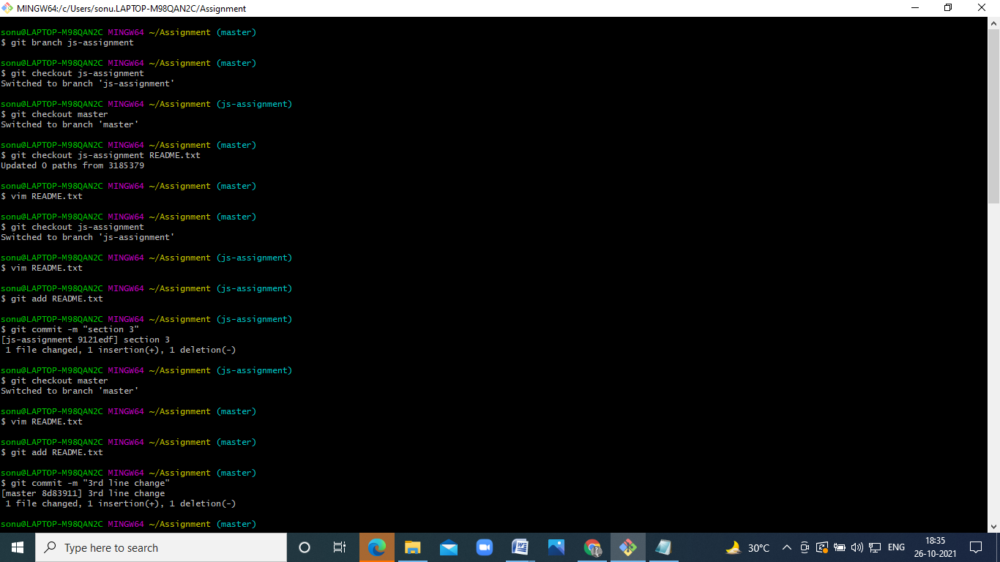 MINGW64:/c/Users/sonu.LAPTOP-M98QAN2C/Assignment
sonu@LAPTOP-M98QAN2C MINGW64 ~/Assignment (master)
$ git branch js-assignment
sonu@LAPTOP-M98QAN2C MINGW64 ~/Assignment (master)
$ git checkout js-assignment
Switched to branch 'js-assignment'
sonu@LAPTOP-M98QAN2C MINGW64 ~/Assignment (js-assignment)
$ git checkout master
Switched to branch 'master'
sonu@LAPTOP-M98QAN2C MINGW64 ~/Assignment (master)
$ git checkout js-assignment README.txt
Updated 0 paths from 3185379
sonu@LAPTOP-M98QAN2C MINGW64 ~/Assignment (master)
$ vim README.txt
sonu@LAPTOP-M98QAN2C MINGW64 ~/Assignment (master)
$ git checkout js-assignment
Switched to branch 'js-assignment'
sonu@LAPTOP-M98QAN2C MINGW64 ~/Assignment (js-assignment)
$ vim README.txt
sonu@LAPTOP-M98QAN2C MINGW64 ~/Assignment (js-assignment)
$ git add README.txt
sonu@LAPTOP-M98QAN2C MINGW64 ~/Assignment (js-assignment)
$ git commit -m "section 3"
[js-assignment 9121edf] section 3
 1 file changed, 1 insertion(+), 1 deletion(-)
sonu@LAPTOP-M98QAN2C MINGW64 ~/Assignment (js-assignment)
$ git checkout master
Switched to branch 'master'
sonu@LAPTOP-M98QAN2C MINGW64 ~/Assignment (master)
$ vim README.txt
sonu@LAPTOP-M98QAN2C MINGW64 ~/Assignment (master)
$ git add README.txt
sonu@LAPTOP-M98QAN2C MINGW64 ~/Assignment (master)
$ git commit -m "3rd line change"
[master 8d83911] 3rd line change
 1 file changed, 1 insertion(+), 1 deletion(-)
sonu@LAPTOP-M98QAN2C MINGW64 ~/Assignment (master)
Type here to search
30°C
ENG
18:35
26-10-2021